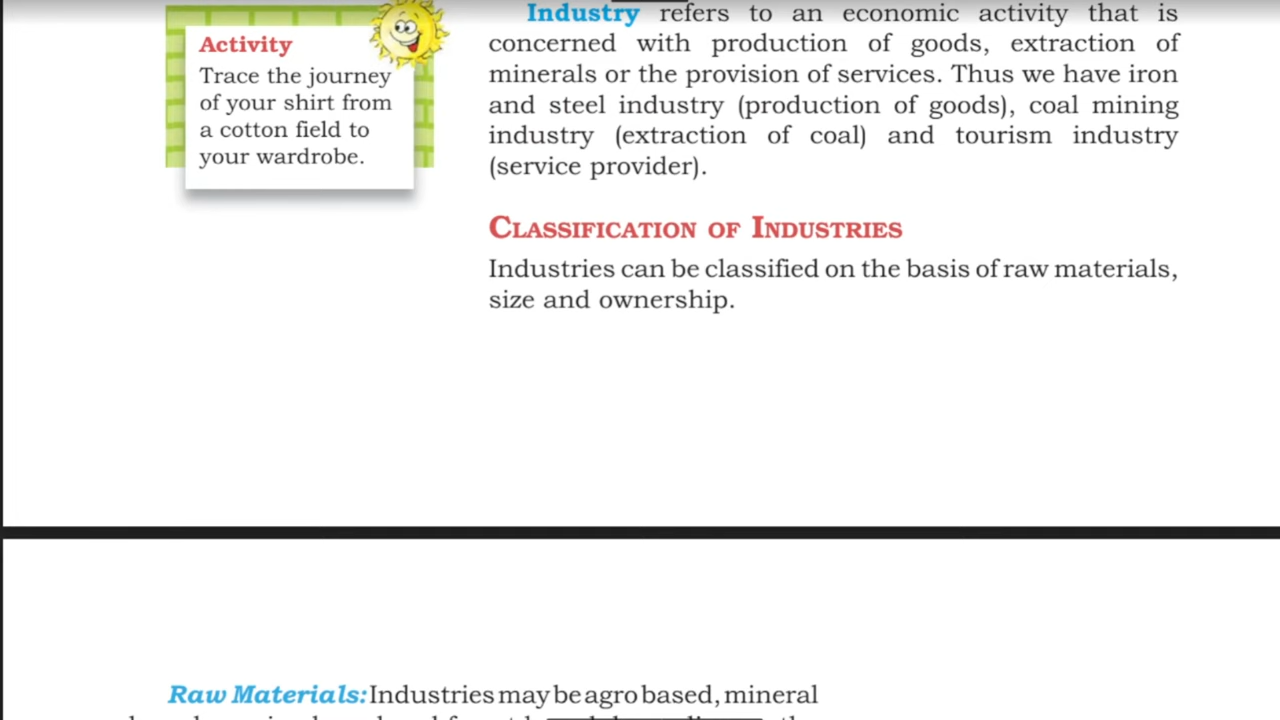 Activity
Trace the journey
of your shirt from
a cotton field to
your wardrobe.
Industry refers to an economic activity that is
concerned with production of goods, extraction of
minerals or the provision of services. Thus we have iron
and steel industry (production of goods), coal mining
industry (extraction of coal) and tourism industry
(service provider).
CLASSIFICATION OF INDUSTRIES
Industries can be classified on the basis of raw materials,
size and ownership.
Raw Materials: Industries may be agro based, mineral